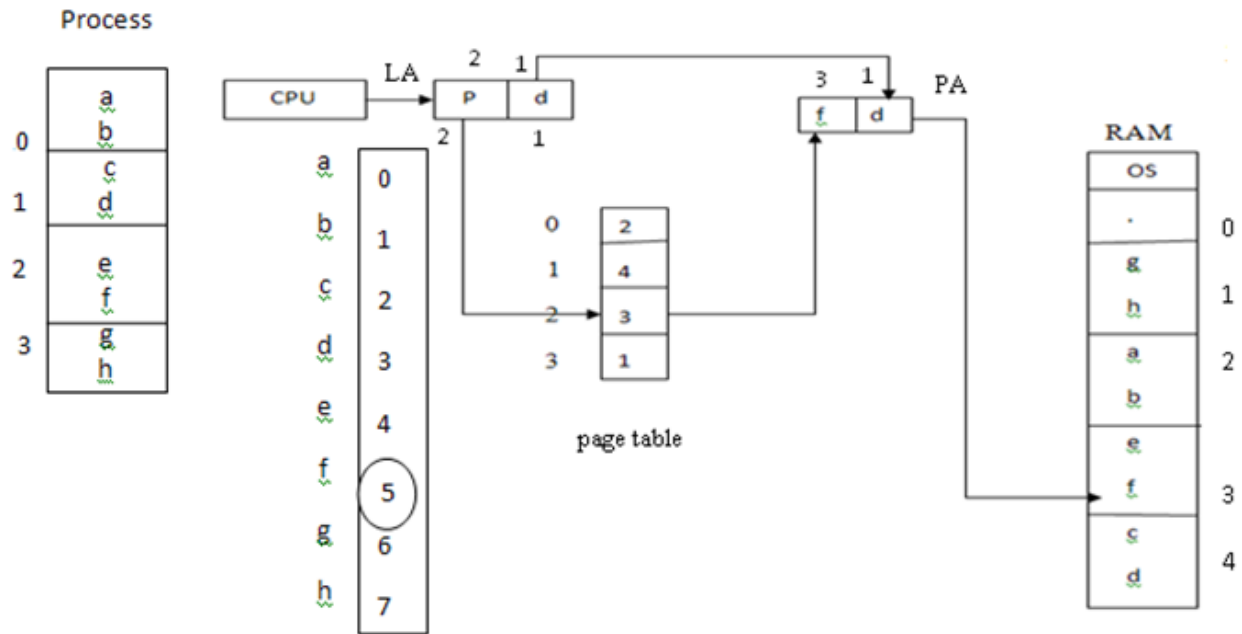 Process
a
0 b
c
1 d
2 e
f
3 g
h
CPU
LA
2 1
P d
2 1
a 0
b 1
c 2
d 3
e 4
f 5
g 6
h 7
0 2
1 4
2 3
3 1
page table
3 1
f d
PA
RAM
OS
. 0
g
h 1
a 2
b
e
f 3
c
d 4